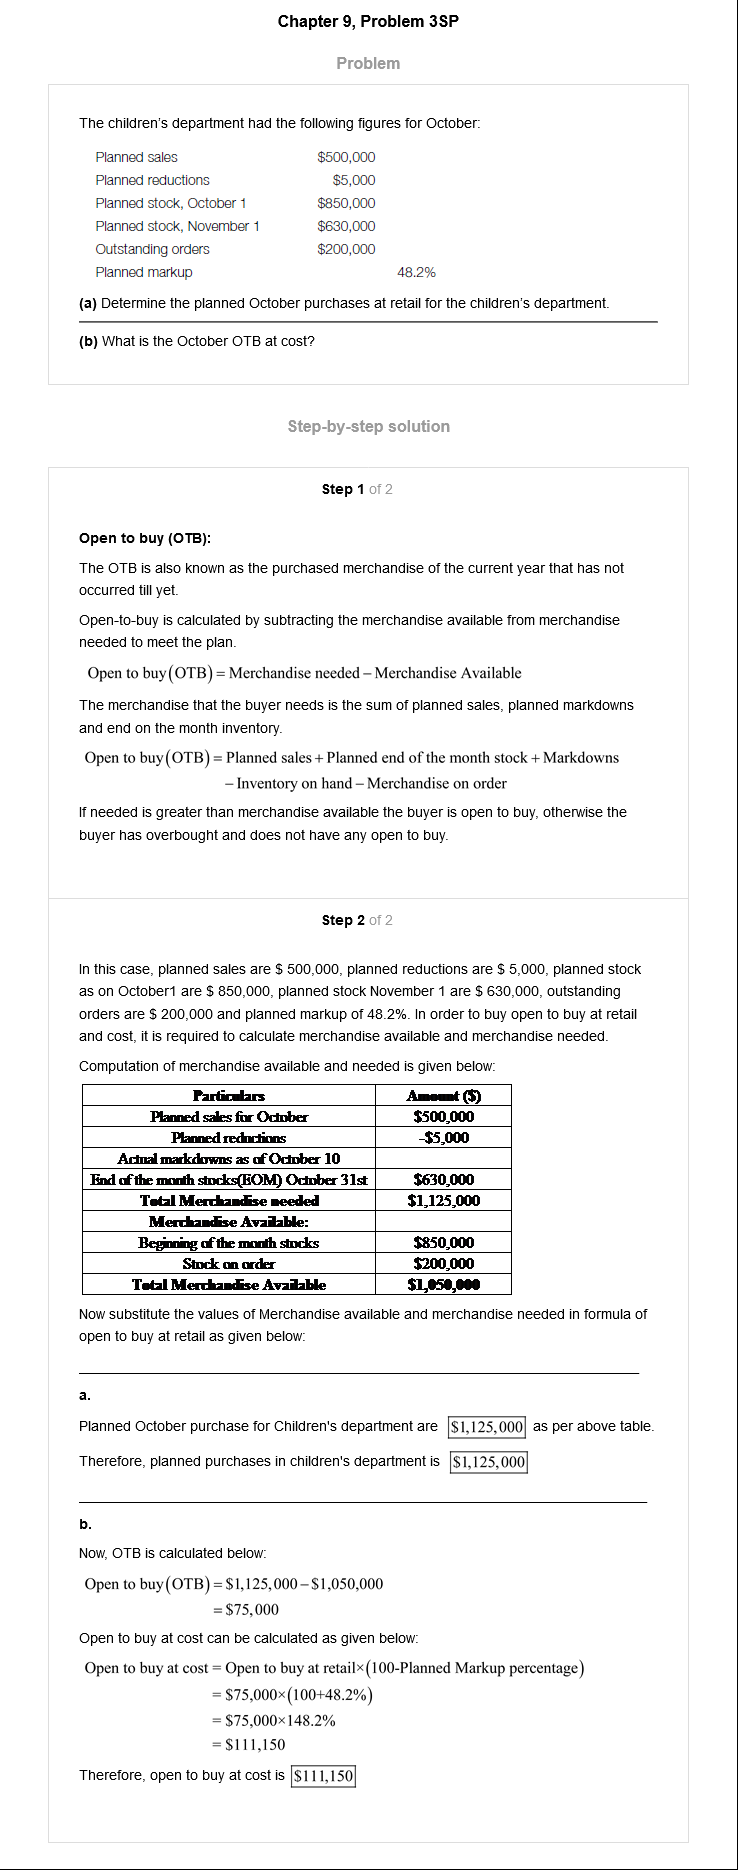 Chapter 9, Problem 3SP
Problem
The children's department had the following figures for October:
Planned sales $500,000
Planned reductions $5,000
Planned stock, October 1 $850,000
Planned stock, November 1 $630,000
Outstanding orders $200,000
Planned markup 48.2%
(a) Determine the planned October purchases at retail for the children's department.
(b) What is the October OTB at cost?
Step-by-step solution
Step 1 of 2
Open to buy (OTB):
The OTB is also known as the purchased merchandise of the current year that has not
occurred till yet.
Open-to-buy is calculated by subtracting the merchandise available from merchandise
needed to meet the plan.
Open to buy(OTB) = Merchandise needed – Merchandise Available
The merchandise that the buyer needs is the sum of planned sales, planned markdowns
and end on the month inventory.
Open to buy(OTB) = Planned sales + Planned end of the month stock + Markdowns
– Inventory on hand – Merchandise on order
If needed is greater than merchandise available the buyer is open to buy, otherwise the
buyer has overbought and does not have any open to buy.
Step 2 of 2
In this case, planned sales are $ 500,000, planned reductions are $ 5,000, planned stock
as on October1 are $ 850,000, planned stock November 1 are $ 630,000, outstanding
orders are $ 200,000 and planned markup of 48.2%. In order to buy open to buy at retail
and cost, it is required to calculate merchandise available and merchandise needed.
Computation of merchandise available and needed is given below:
Particulars Amount ($)
Planned sales for October $500,000
Planned reductions -$5,000
Actual markdowns as of October 10
End of the month stocks(EOM) October 31st $630,000
Total Merchandise needed $1,125,000
Merchandise Available:
Beginning of the month stocks $850,000
Stock on order $200,000
Total Merchandise Available $1,050,000
Now substitute the values of Merchandise available and merchandise needed in formula of
open to buy at retail as given below:
a.
Planned October purchase for Children's department are $1,125,000 as per above table.
Therefore, planned purchases in children's department is $1,125,000
b.
Now, OTB is calculated below:
Open to buy(OTB) = $1,125,000 – $1,050,000
= $75,000
Open to buy at cost can be calculated as given below:
Open to buy at cost = Open to buy at retail×(100-Planned Markup percentage)
= $75,000×(100+48.2%)
= $75,000×148.2%
= $111,150
Therefore, open to buy at cost is $111,150